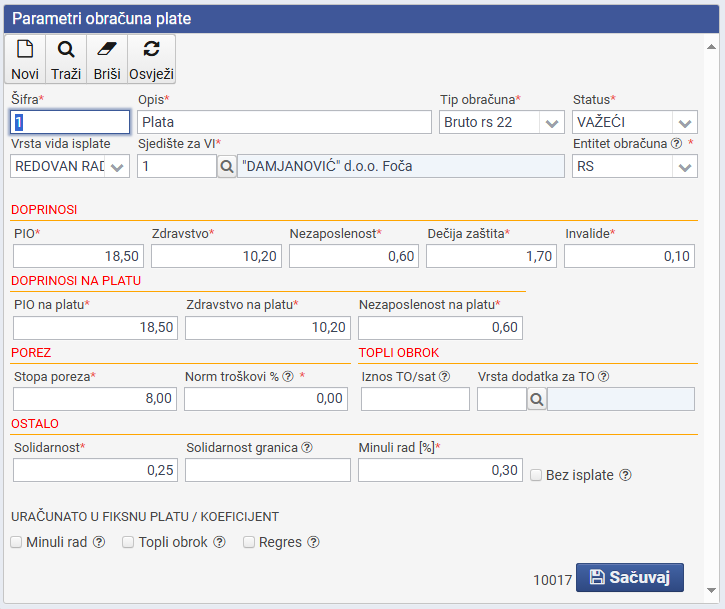 Parametri obračuna plate
Novi Traži Briši Osvježi
Šifra* Opis* Tip obračuna* Status*
1 Plata Bruto rs 22 VAŽEĆI
Vrsta vida isplate Sjedište za VI* Entitet obračuna ? *
REDOVAN RAD 1 "DAMJANOVIĆ" d.o.o. Foča RS
DOPRINOSI
PIO* Zdravstvo* Nezaposlenost* Dečija zaštita* Invalide*
18,50 10,20 0,60 1,70 0,10
DOPRINOSI NA PLATU
PIO na platu* Zdravstvo na platu* Nezaposlenost na platu*
18,50 10,20 0,60
POREZ TOPLI OBROK
Stopa poreza* Norm troškovi % ? * Iznos TO/sat ? Vrsta dodatka za TO ?
8,00 0,00
OSTALO
Solidarnost* Solidarnost granica ? Minuli rad [%]*
0,25 0,30 Bez isplate ?
URAČUNATO U FIKSNU PLATU / KOEFICIJENT
Minuli rad ? Topli obrok ? Regres ?
10017 Sačuvaj